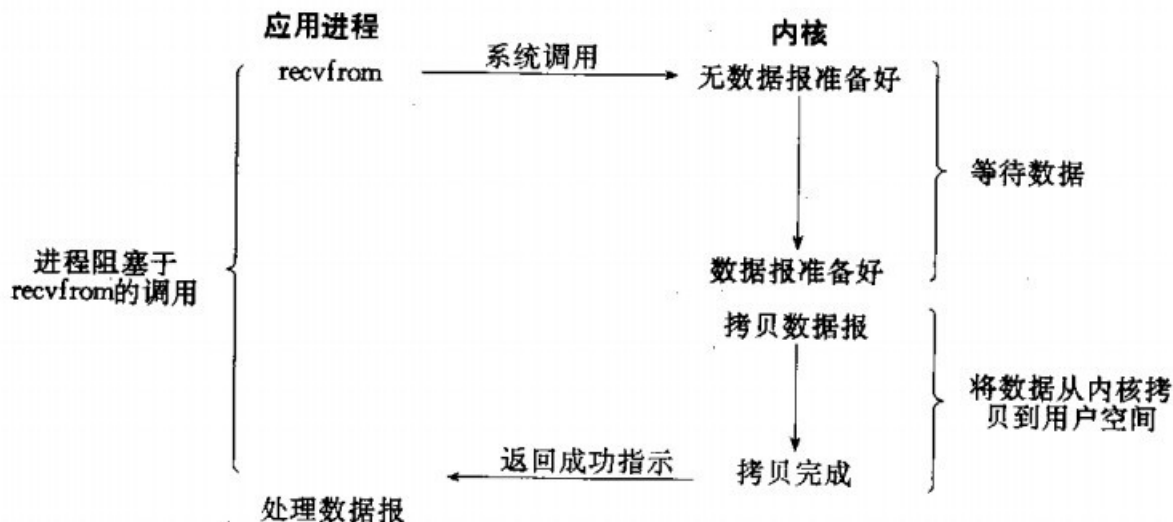 应用进程
内核
recvfrom
系统调用
无数据报准备好
等待数据
进程阻塞于
recvfrom的调用
数据报准备好
拷贝数据报
将数据从内核拷
贝到用户空间
返回成功指示
拷贝完成
处理数据报